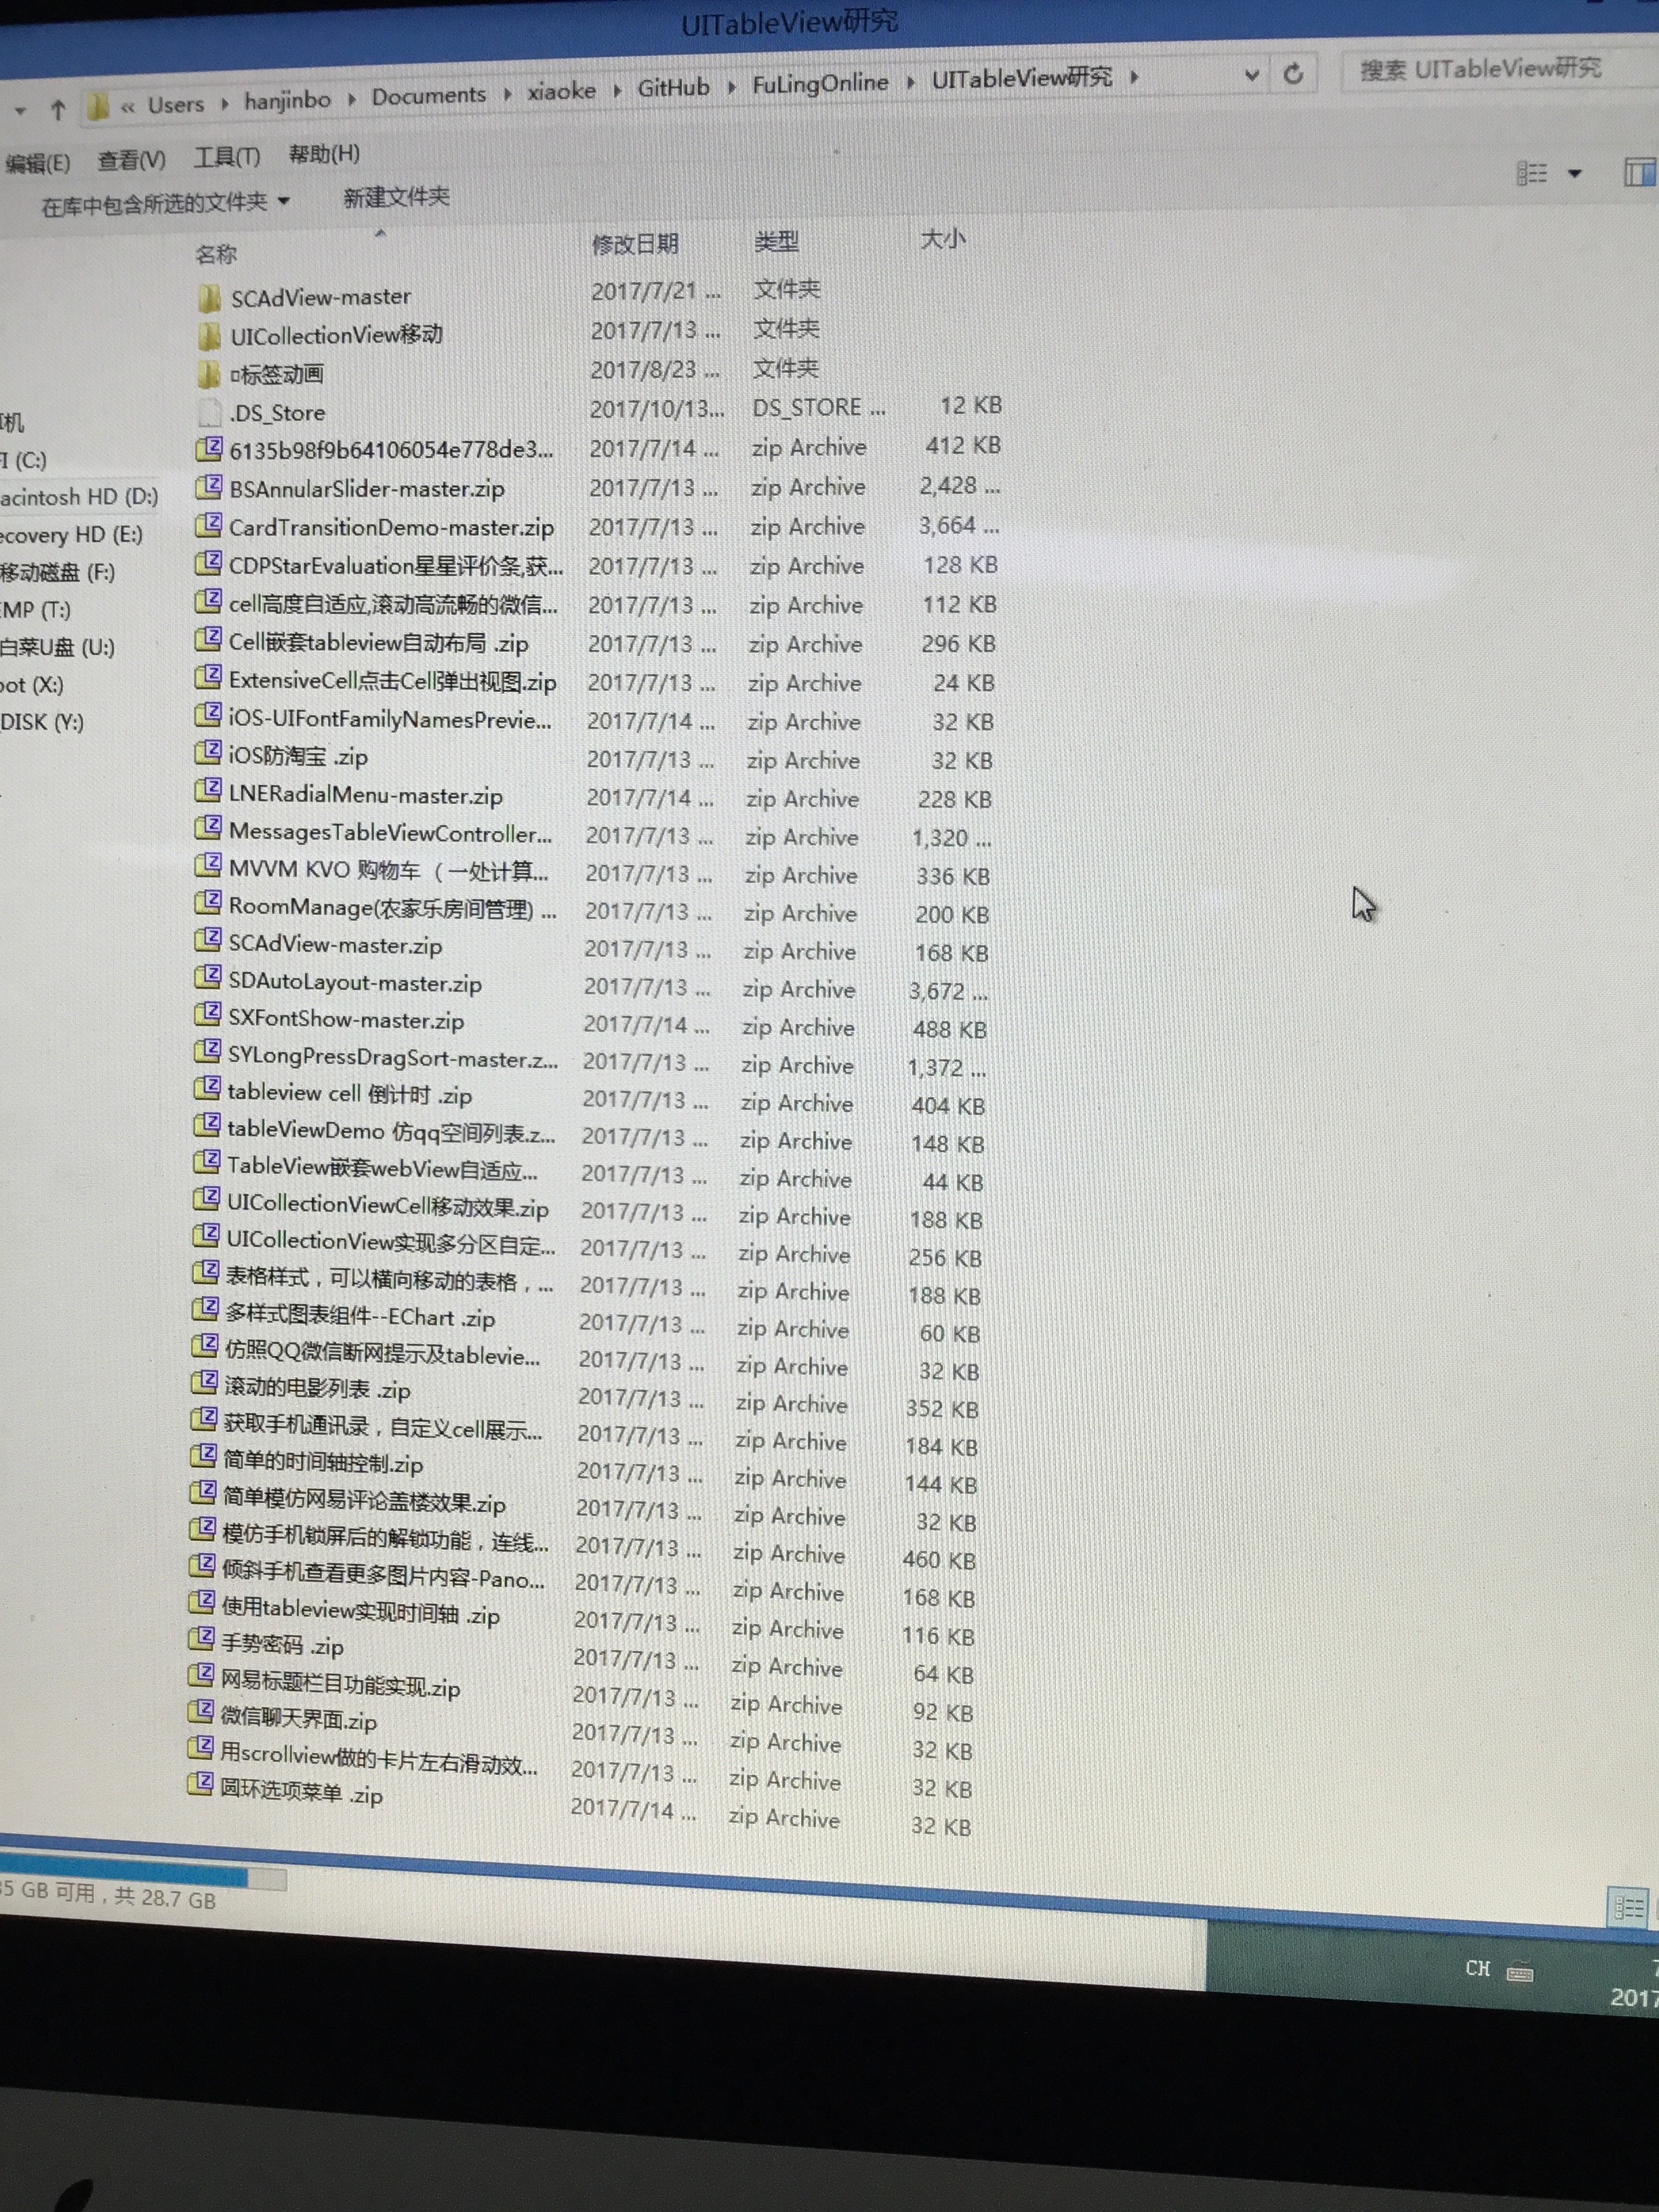 UITableView研究
« Users › hanjinbo › Documents › xiaoke › GitHub › FuLingOnline › UITableView研究 › 搜索 UITableView研究
编辑(E) 查看(V) 工具(T) 帮助(H)
在库中包含所选的文件夹 新建文件夹
名称 修改日期 类型 大小
SCAdView-master 2017/7/21 ... 文件夹
UICollectionView移动 2017/7/13 ... 文件夹
标签动画 2017/8/23 ... 文件夹
.DS_Store 2017/10/13... DS_STORE ... 12 KB
6135b98f9b64106054e778de3... 2017/7/14 ... zip Archive 412 KB
BSAnnularSlider-master.zip 2017/7/13 ... zip Archive 2,428 ...
CardTransitionDemo-master.zip 2017/7/13 ... zip Archive 3,664 ...
CDPStarEvaluation星星评价条,获... 2017/7/13 ... zip Archive 128 KB
cell高度自适应,滚动高流畅的微信... 2017/7/13 ... zip Archive 112 KB
Cell嵌套tableview自动布局 .zip 2017/7/13 ... zip Archive 296 KB
ExtensiveCell点击Cell弹出视图.zip 2017/7/13 ... zip Archive 24 KB
iOS-UIFontFamilyNamesPrevie... 2017/7/14 ... zip Archive 32 KB
iOS防淘宝 .zip 2017/7/13 ... zip Archive 32 KB
LNERadialMenu-master.zip 2017/7/14 ... zip Archive 228 KB
MessagesTableViewController... 2017/7/13 ... zip Archive 1,320 ...
MVVM KVO 购物车（一处计算... 2017/7/13 ... zip Archive 336 KB
RoomManage(农家乐房间管理) ... 2017/7/13 ... zip Archive 200 KB
SCAdView-master.zip 2017/7/13 ... zip Archive 168 KB
SDAutoLayout-master.zip 2017/7/13 ... zip Archive 3,672 ...
SXFontShow-master.zip 2017/7/14 ... zip Archive 488 KB
SYLongPressDragSort-master.z... 2017/7/13 ... zip Archive 1,372 ...
tableview cell 倒计时 .zip 2017/7/13 ... zip Archive 404 KB
tableViewDemo 仿qq空间列表.z... 2017/7/13 ... zip Archive 148 KB
TableView嵌套webView自适应... 2017/7/13 ... zip Archive 44 KB
UICollectionViewCell移动效果.zip 2017/7/13 ... zip Archive 188 KB
UICollectionView实现多分区自定... 2017/7/13 ... zip Archive 256 KB
表格样式，可以横向移动的表格，... 2017/7/13 ... zip Archive 188 KB
多样式图表组件--EChart .zip 2017/7/13 ... zip Archive 60 KB
仿照QQ微信断网提示及tablevie... 2017/7/13 ... zip Archive 32 KB
滚动的电影列表 .zip 2017/7/13 ... zip Archive 352 KB
获取手机通讯录，自定义cell展示... 2017/7/13 ... zip Archive 184 KB
简单的时间轴控制.zip 2017/7/13 ... zip Archive 144 KB
简单模仿网易评论盖楼效果.zip 2017/7/13 ... zip Archive 32 KB
模仿手机锁屏后的解锁功能，连线... 2017/7/13 ... zip Archive 460 KB
倾斜手机查看更多图片内容-Pano... 2017/7/13 ... zip Archive 168 KB
使用tableview实现时间轴 .zip 2017/7/13 ... zip Archive 116 KB
手势密码 .zip 2017/7/13 ... zip Archive 64 KB
网易标题栏目功能实现.zip 2017/7/13 ... zip Archive 92 KB
微信聊天界面.zip 2017/7/13 ... zip Archive 32 KB
用scrollview做的卡片左右滑动效... 2017/7/13 ... zip Archive 32 KB
圆环选项菜单 .zip 2017/7/14 ... zip Archive 32 KB
机
(C:)
acintosh HD (D:)
ecovery HD (E:)
移动磁盘 (F:)
EMP (T:)
白菜U盘 (U:)
oot (X:)
DISK (Y:)
35 GB 可用，共 28.7 GB
CH
2017